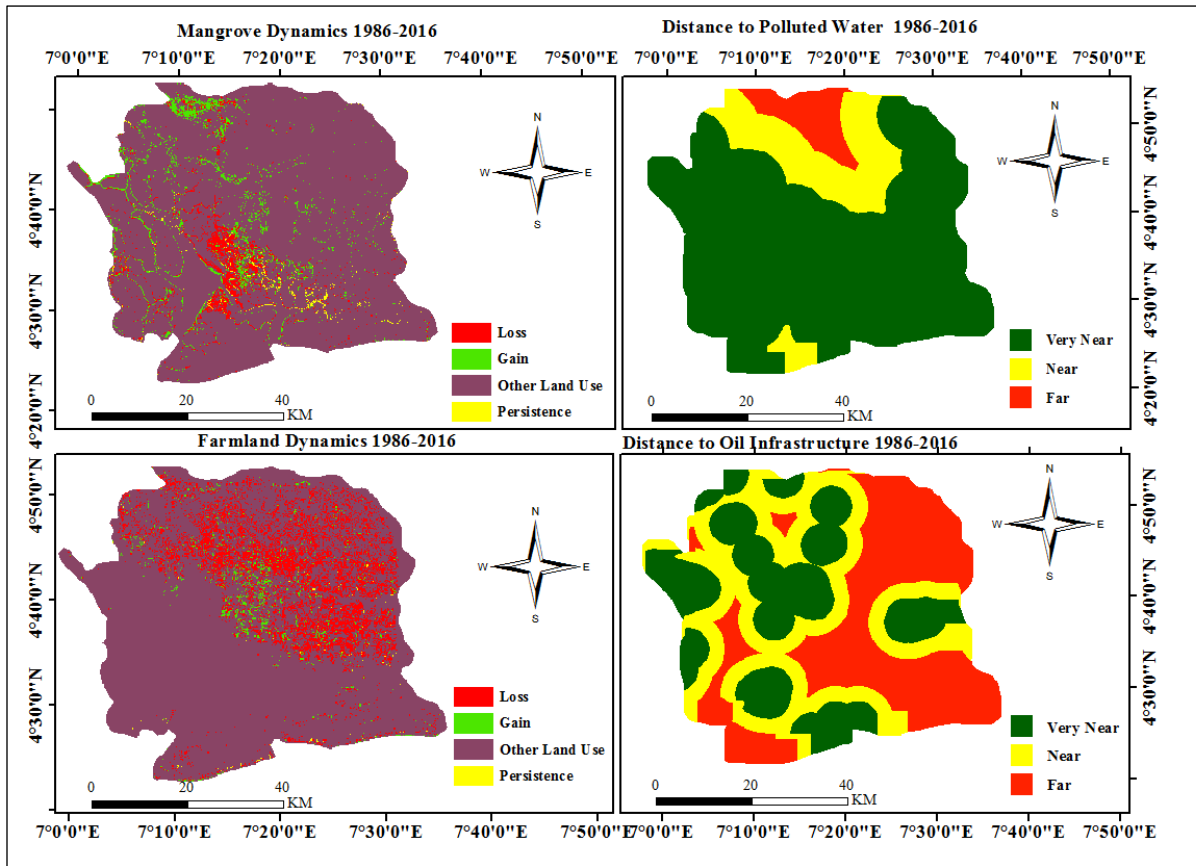 Mangrove Dynamics 1986-2016
Distance to Polluted Water 1986-2016
7°0'0"E 7°10'0"E 7°20'0"E 7°30'0"E 7°40'0"E 7°50'0"E
7°0'0"E 7°10'0"E 7°20'0"E 7°30'0"E 7°40'0"E 7°50'0"E
N
W E
S
4°40'0"N
4°30'0"N
4°20'0"N
Loss
Gain
Other Land Use
Persistence
0 20 40
KM
N
W E
S
4°50'0"N
4°40'0"N
4°30'0"N
4°20'0"N
Very Near
Near
Far
0 20 40
KM
Farmland Dynamics 1986-2016
Distance to Oil Infrastructure 1986-2016
4°50'0"N
4°40'0"N
4°30'0"N
N
W E
S
Loss
Gain
Other Land Use
Persistence
0 20 40
KM
N
W E
S
4°50'0"N
4°40'0"N
4°30'0"N
Very Near
Near
Far
0 20 40
KM
7°0'0"E 7°10'0"E 7°20'0"E 7°30'0"E 7°40'0"E 7°50'0"E
7°0'0"E 7°10'0"E 7°20'0"E 7°30'0"E 7°40'0"E 7°50'0"E